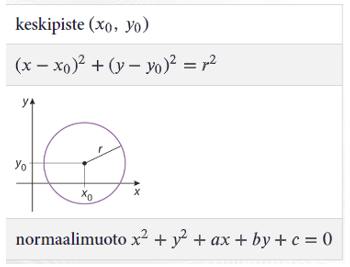 keskipiste (x₀, y₀)
(x − x₀)² + (y − y₀)² = r²
y
r
y₀
x₀
x
normaalimuoto x² + y² + ax + by + c = 0